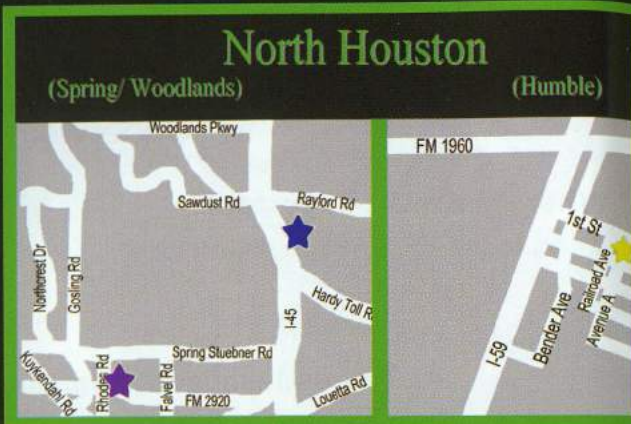 North Houston
(Spring/ Woodlands)
(Humble)
Woodlands Pkwy
Sawdust Rd
Rayford Rd
Northcrest Dr
Gosling Rd
Hardy Toll R
I-45
Spring Stuebner Rd
Kuykendahl Rd
Rhodes Rd
Falvel Rd
FM 2920
Louetta Rd
FM 1960
1st St
Railroad Ave
Avenue A
Bender Ave
I-59